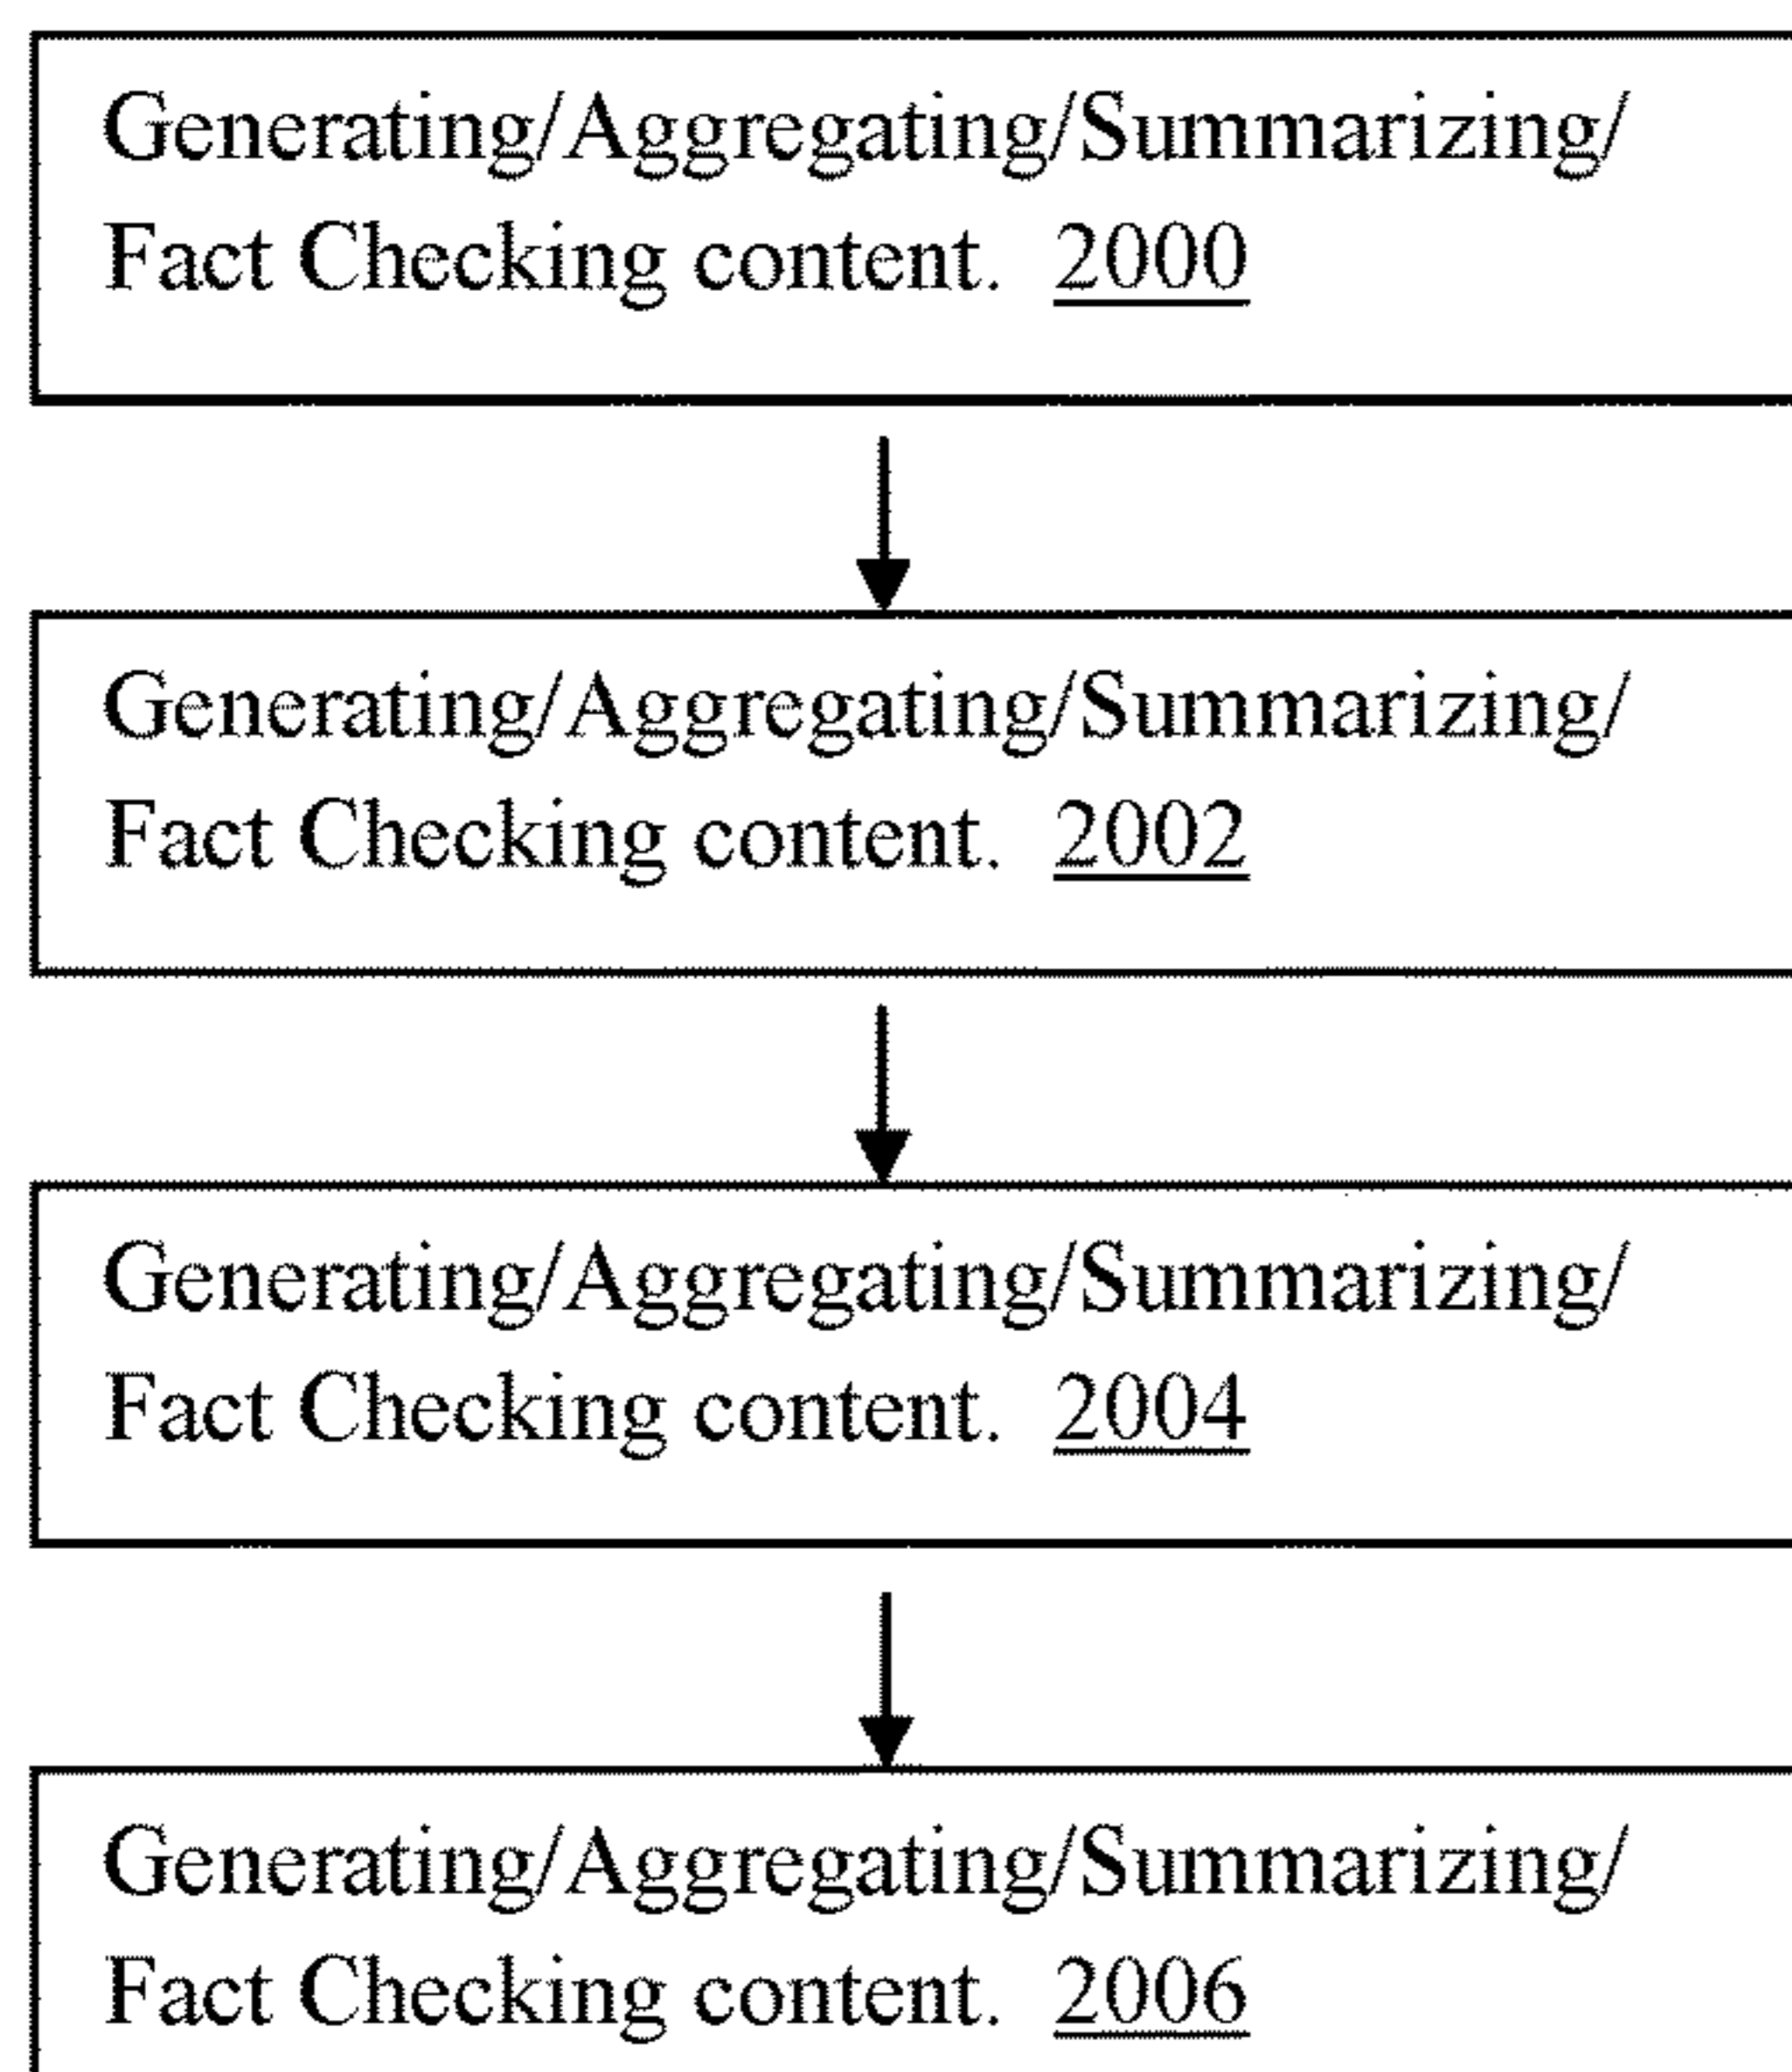 Generating/Aggregating/Summarizing/
Fact Checking content. 2000
Generating/Aggregating/Summarizing/
Fact Checking content. 2002
Generating/Aggregating/Summarizing/
Fact Checking content. 2004
Generating/Aggregating/Summarizing/
Fact Checking content. 2006